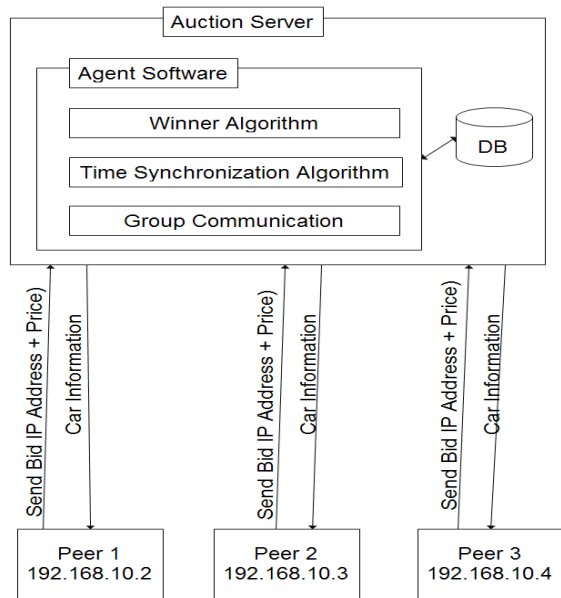 Auction Server
Agent Software
Winner Algorithm
Time Synchronization Algorithm
Group Communication
DB
Send Bid IP Address + Price)
Car Information
Send Bid IP Address + Price)
Car Information
Send Bid IP Address + Price)
Car Information
Peer 1
192.168.10.2
Peer 2
192.168.10.3
Peer 3
192.168.10.4